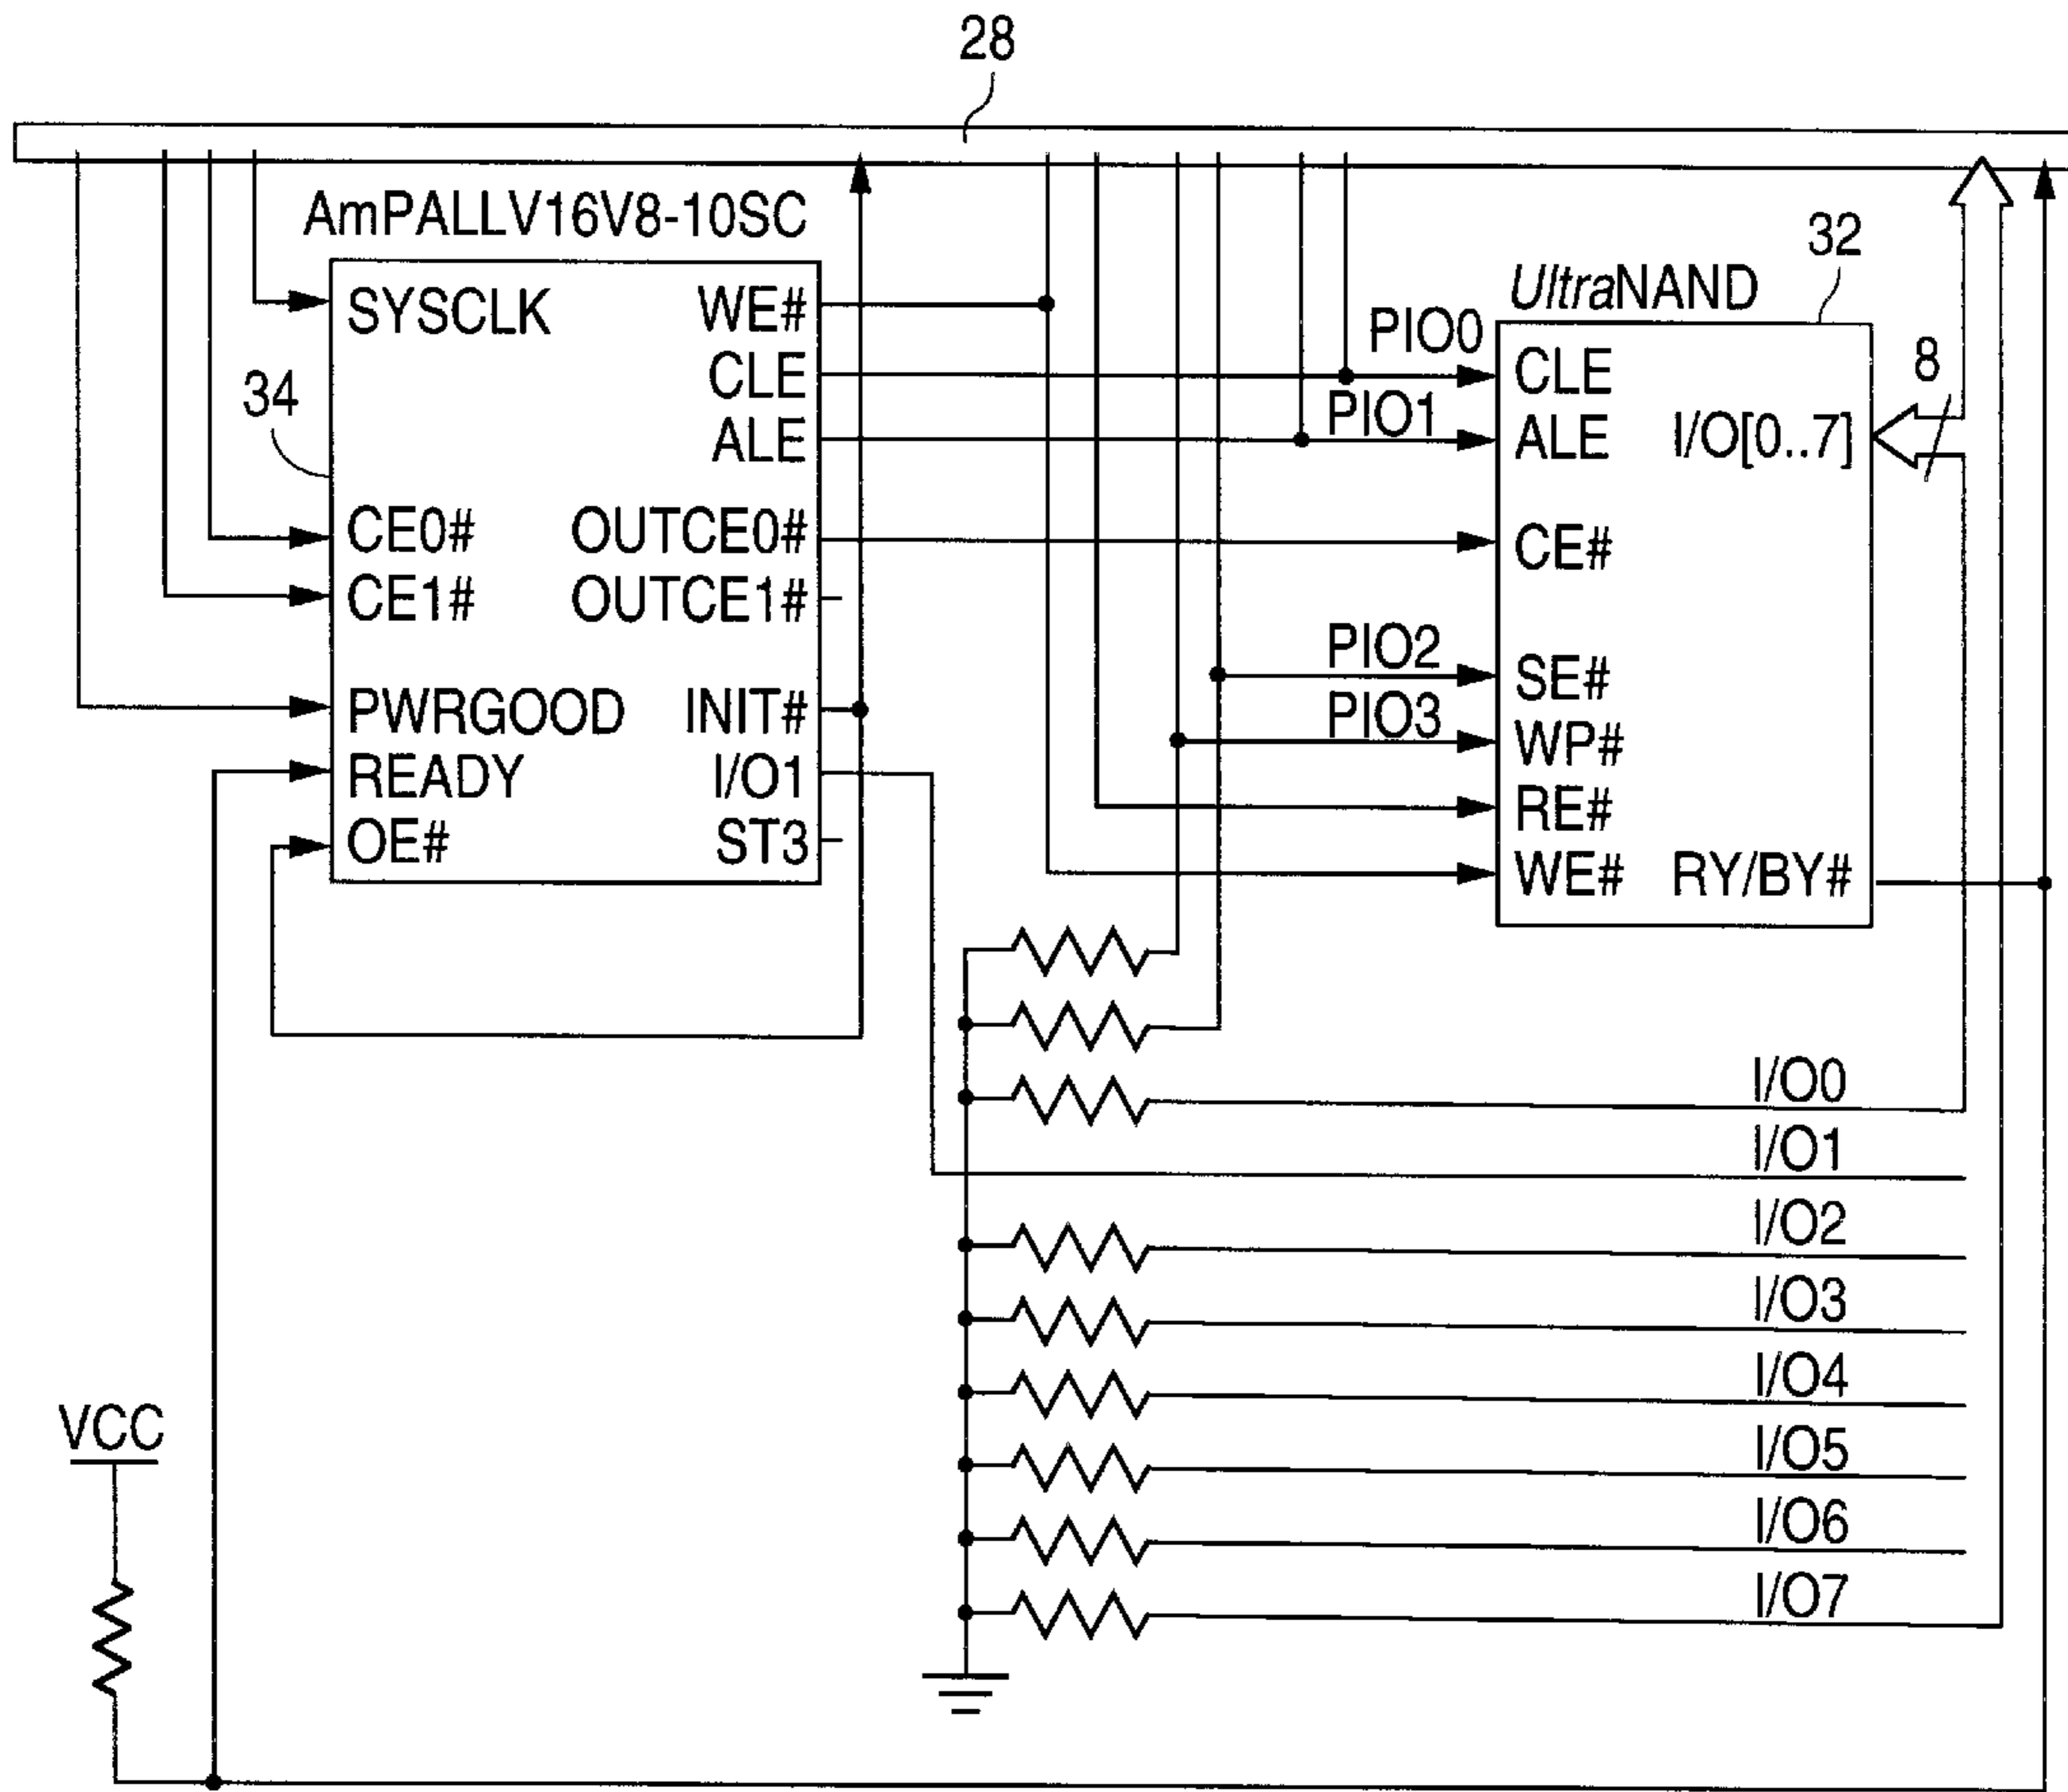 28
AmPALLV16V8-10SC
34
SYSCLK
WE#
CLE
ALE
CE0#
OUTCE0#
CE1#
OUTCE1#
PWRGOOD
INIT#
READY
I/O1
OE#
ST3
32
UltraNAND
PIO0
CLE
PIO1
ALE
I/O[0..7]
8
CE#
PIO2
SE#
PIO3
WP#
RE#
WE#
RY/BY#
I/O0
I/O1
I/O2
I/O3
I/O4
I/O5
I/O6
I/O7
VCC